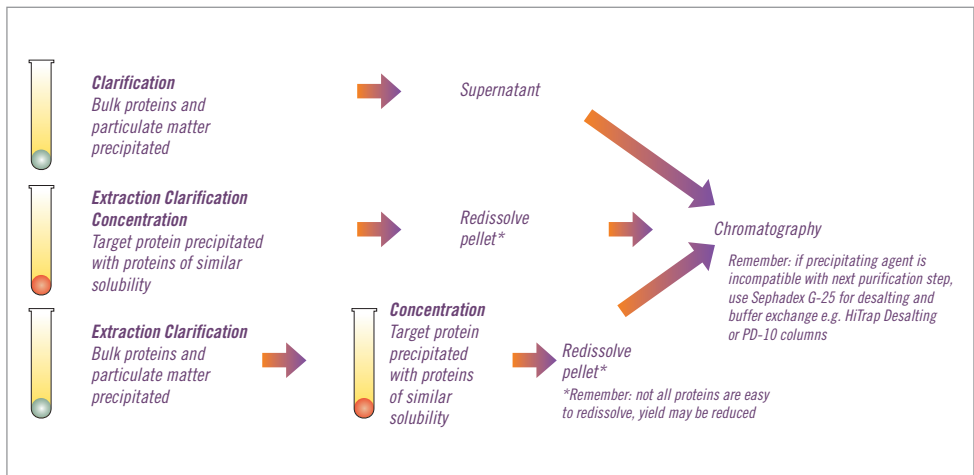 Clarification
Bulk proteins and
particulate matter
precipitated
Supernatant
Extraction Clarification
Concentration
Target protein precipitated
with proteins of similar
solubility
Redissolve
pellet*
Chromatography
Remember: if precipitating agent is
incompatible with next purification step,
use Sephadex G-25 for desalting and
buffer exchange e.g. HiTrap Desalting
or PD-10 columns
Extraction Clarification
Bulk proteins and
particulate matter
precipitated
Concentration
Target protein
precipitated
with proteins
of similar
solubility
Redissolve
pellet*
*Remember: not all proteins are easy
to redissolve, yield may be reduced